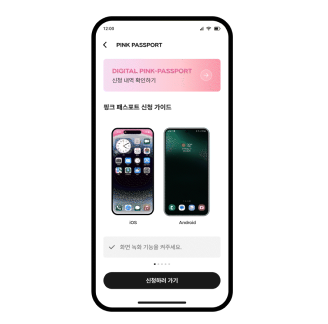 12:00
PINK PASSPORT
DIGITAL PINK-PASSPORT
신청 내역 확인하기
핑크 패스포트 신청 가이드
iOS
Android
화면 녹화 기능을 켜주세요.
신청하러 가기